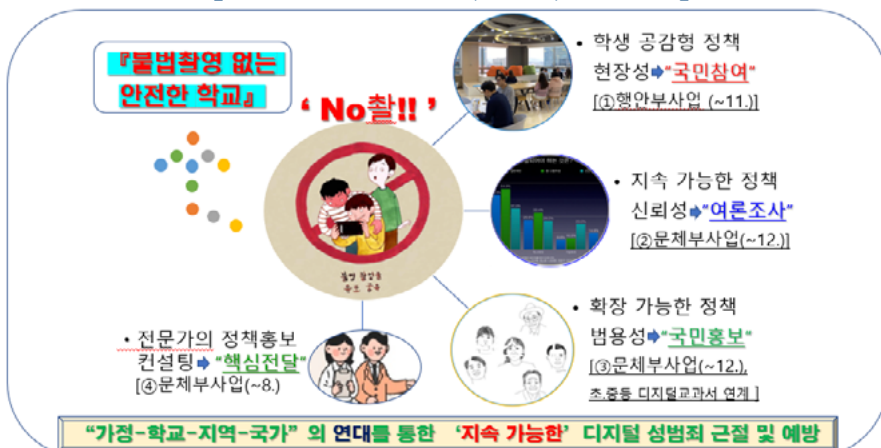 『불법촬영 없는
안전한 학교』
‘ No촬!! ’
• 학생 공감형 정책
현장성➡“국민참여”
[①행안부사업 (~11.)]
• 지속 가능한 정책
신뢰성➡“여론조사”
[②문체부사업(~12.)]
• 확장 가능한 정책
범용성➡“국민홍보”
[③문체부사업(~12.),
초.중등 디지털교과서 연계 ]
• 전문가의 정책홍보
컨설팅➡“핵심전달”
[④문체부사업(~8.)
“가정-학교-지역-국가” 의 연대를 통한 ‘지속 가능한’ 디지털 성범죄 근절 및 예방